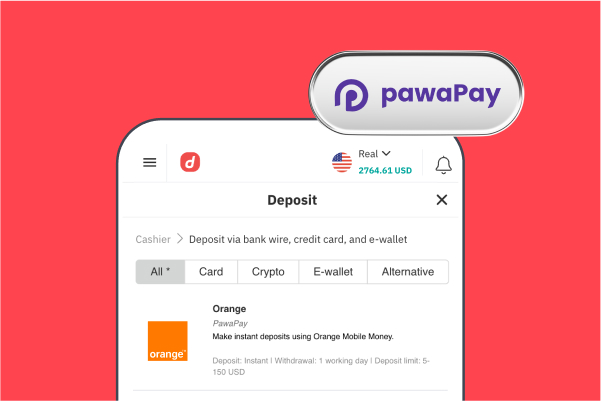 pawaPay
d
Real
2764.61 USD
Deposit
Cashier > Deposit via bank wire, credit card, and e-wallet
All *
Card
Crypto
E-wallet
Alternative
Orange
PawaPay
Make instant deposits using Orange Mobile Money.
orange™
Deposit: Instant | Withdrawal: 1 working day | Deposit limit: 5-
150 USD